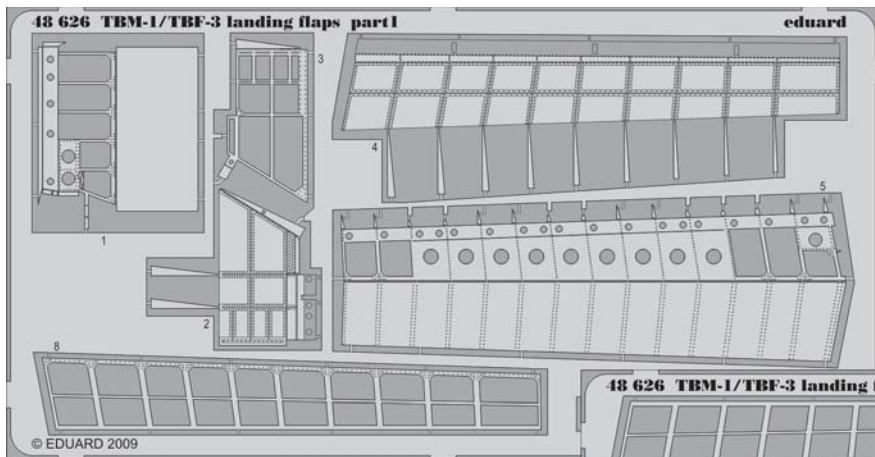 48 626 TBM-1/TBF-3 landing flaps part1
eduard
3
4
5
1
2
8
48 626 TBM-1/TBF-3 landing
© EDUARD 2009